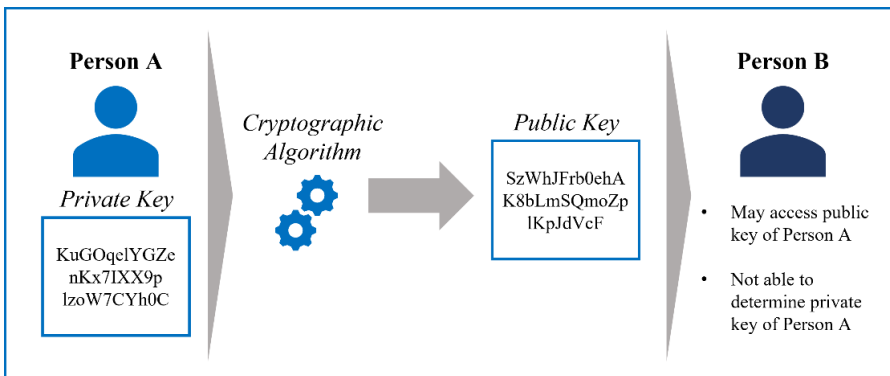 Person A
Private Key
KuGOqelYGZe
nKx7IXX9p
lzoW7CYh0C
Cryptographic
Algorithm
Public Key
SzWhJFrb0ehA
K8bLmSQmoZp
lKpJdVcF
Person B
• May access public
key of Person A
• Not able to
determine private
key of Person A